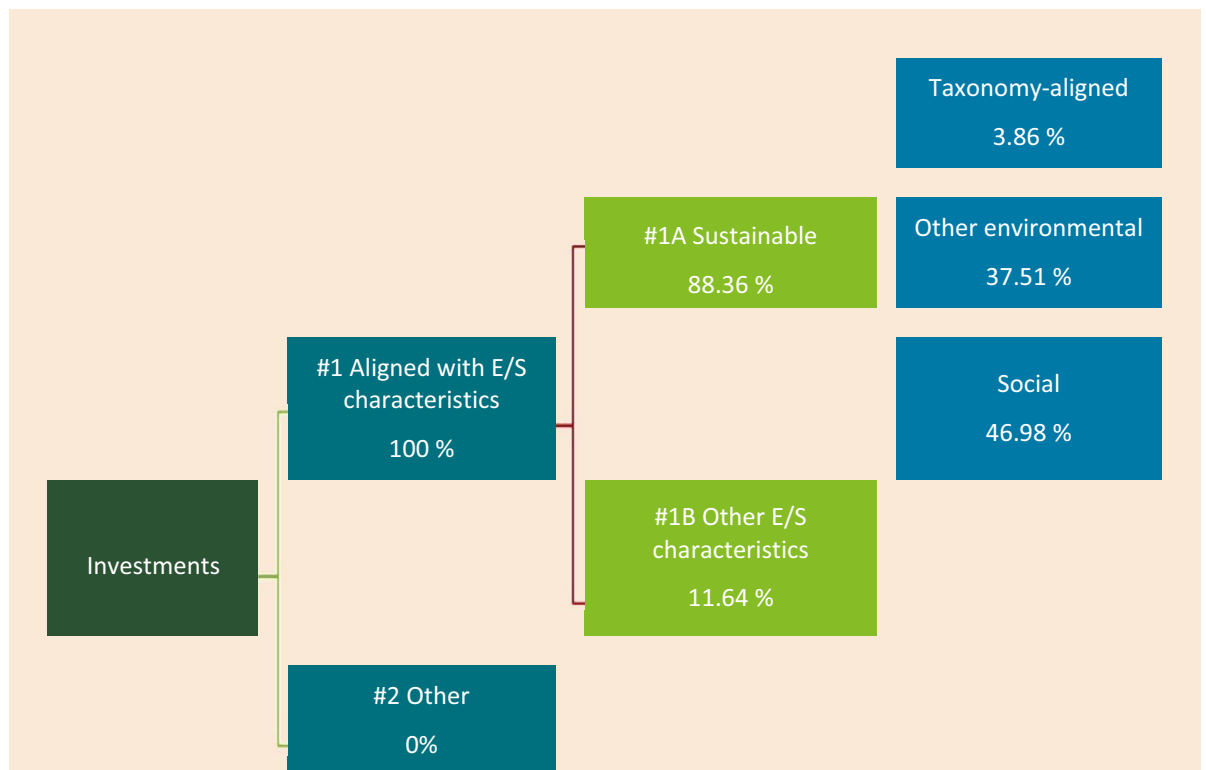 Taxonomy-aligned
3.86 %
#1A Sustainable
88.36 %
Other environmental
37.51 %
#1 Aligned with E/S
characteristics
100 %
Social
46.98 %
Investments
#1B Other E/S
characteristics
11.64 %
#2 Other
0%